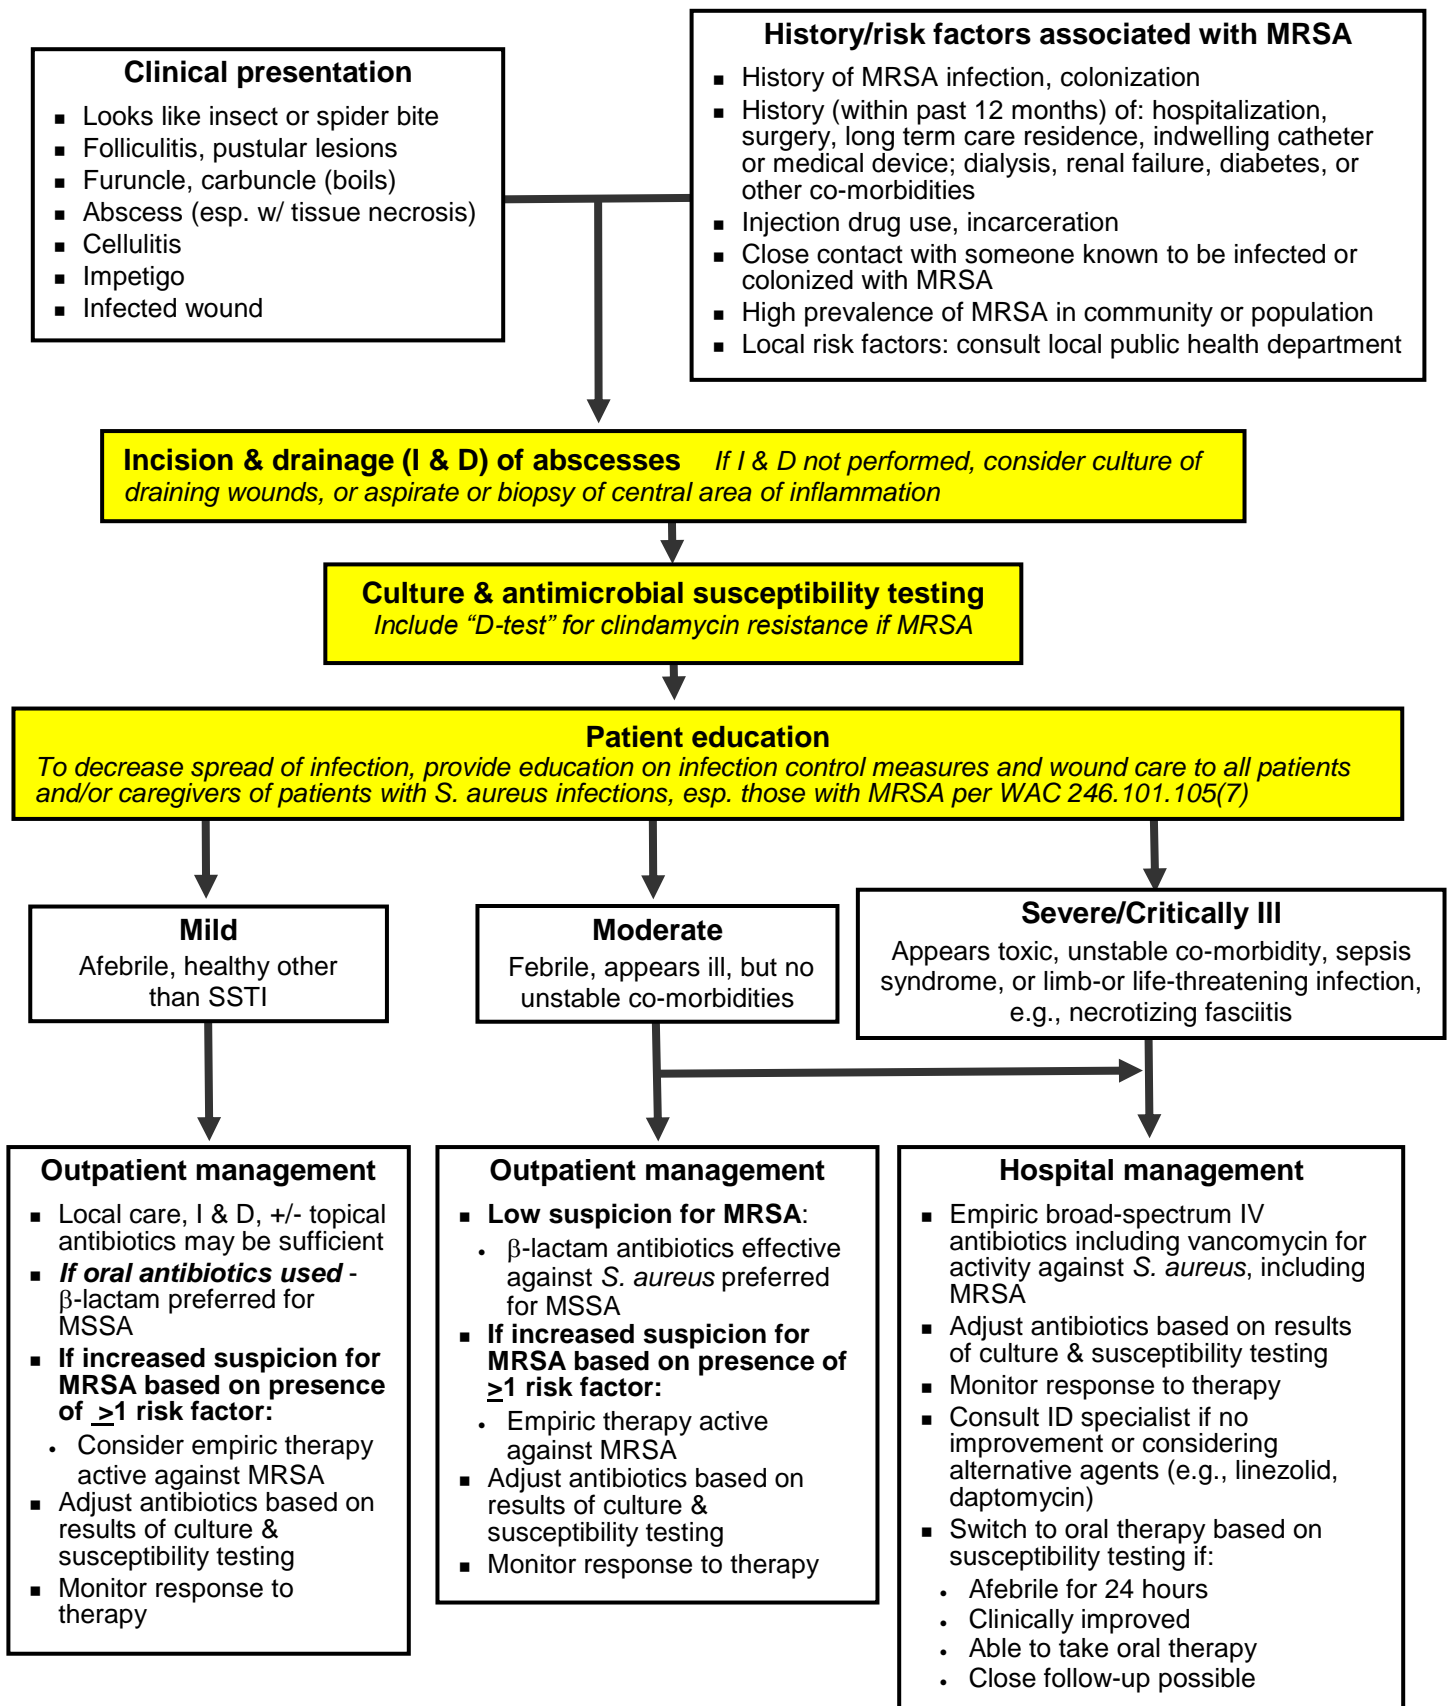 Clinical presentation
▪ Looks like insect or spider bite
▪ Folliculitis, pustular lesions
▪ Furuncle, carbuncle (boils)
▪ Abscess (esp. w/ tissue necrosis)
▪ Cellulitis
▪ Impetigo
▪ Infected wound
History/risk factors associated with MRSA
▪ History of MRSA infection, colonization
▪ History (within past 12 months) of: hospitalization,
surgery, long term care residence, indwelling catheter
or medical device; dialysis, renal failure, diabetes, or
other co-morbidities
▪ Injection drug use, incarceration
▪ Close contact with someone known to be infected or
colonized with MRSA
▪ High prevalence of MRSA in community or population
▪ Local risk factors: consult local public health department
Incision & drainage (I & D) of abscesses If I & D not performed, consider culture of
draining wounds, or aspirate or biopsy of central area of inflammation
Culture & antimicrobial susceptibility testing
Include “D-test” for clindamycin resistance if MRSA
Patient education
To decrease spread of infection, provide education on infection control measures and wound care to all patients
and/or caregivers of patients with S. aureus infections, esp. those with MRSA per WAC 246.101.105(7)
Mild
Afebrile, healthy other
than SSTI
Moderate
Febrile, appears ill, but no
unstable co-morbidities
Severe/Critically Ill
Appears toxic, unstable co-morbidity, sepsis
syndrome, or limb-or life-threatening infection,
e.g., necrotizing fasciitis
Outpatient management
▪ Local care, I & D, +/- topical
antibiotics may be sufficient
▪ If oral antibiotics used -
β-lactam preferred for
MSSA
▪ If increased suspicion for
MRSA based on presence
of ≥1 risk factor:
• Consider empiric therapy
active against MRSA
▪ Adjust antibiotics based on
results of culture &
susceptibility testing
▪ Monitor response to
therapy
Outpatient management
▪ Low suspicion for MRSA:
• β-lactam antibiotics effective
against S. aureus preferred
for MSSA
▪ If increased suspicion for
MRSA based on presence of
≥1 risk factor:
• Empiric therapy active
against MRSA
▪ Adjust antibiotics based on
results of culture &
susceptibility testing
▪ Monitor response to therapy
Hospital management
▪ Empiric broad-spectrum IV
antibiotics including vancomycin for
activity against S. aureus, including
MRSA
▪ Adjust antibiotics based on results
of culture & susceptibility testing
▪ Monitor response to therapy
▪ Consult ID specialist if no
improvement or considering
alternative agents (e.g., linezolid,
daptomycin)
▪ Switch to oral therapy based on
susceptibility testing if:
• Afebrile for 24 hours
• Clinically improved
• Able to take oral therapy
• Close follow-up possible